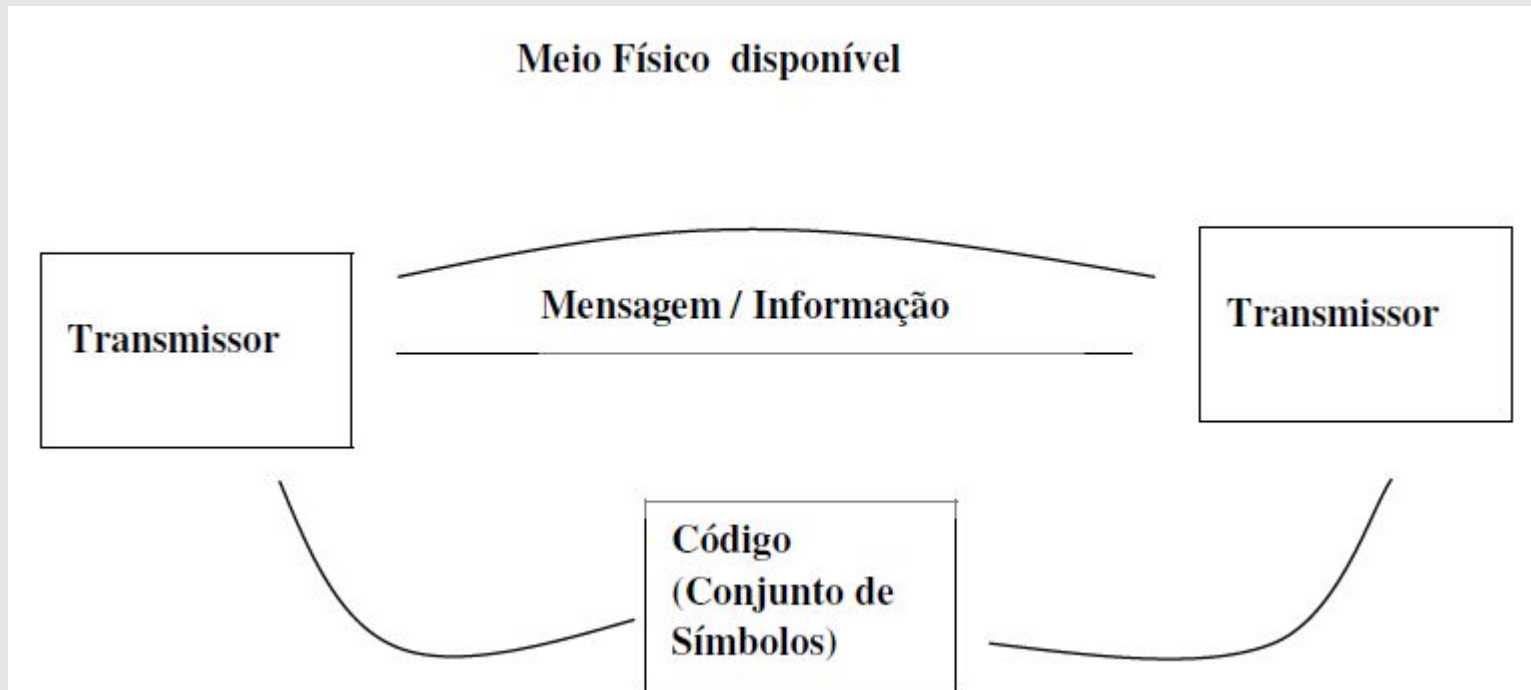 Meio Físico disponível
Mensagem / Informação
Transmissor
Transmissor
Código
(Conjunto de
Símbolos)